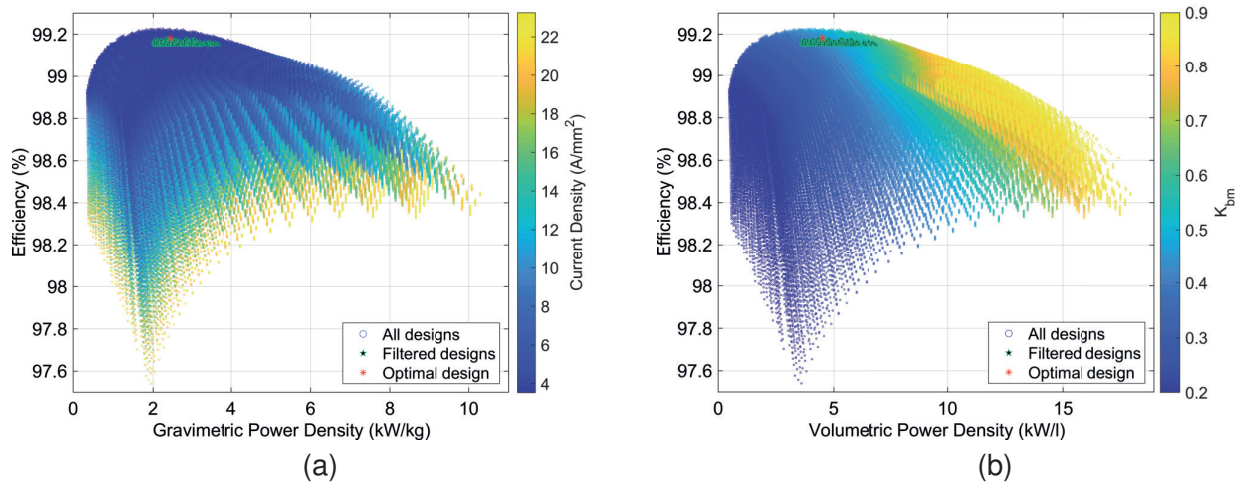 99.2
99
98.8
98.6
98.4
98.2
98
97.8
97.6
Efficiency (%)
0 2 4 6 8 10
Gravimetric Power Density (kW/kg)
All designs
Filtered designs
Optimal design
22
20
18
16
14
12
10
8
6
4
Current Density (A/mm²)
(a)
99.2
99
98.8
98.6
98.4
98.2
98
97.8
97.6
Efficiency (%)
0 5 10 15
Volumetric Power Density (kW/l)
All designs
Filtered designs
Optimal design
0.9
0.8
0.7
0.6
0.5
0.4
0.3
0.2
K_bm
(b)